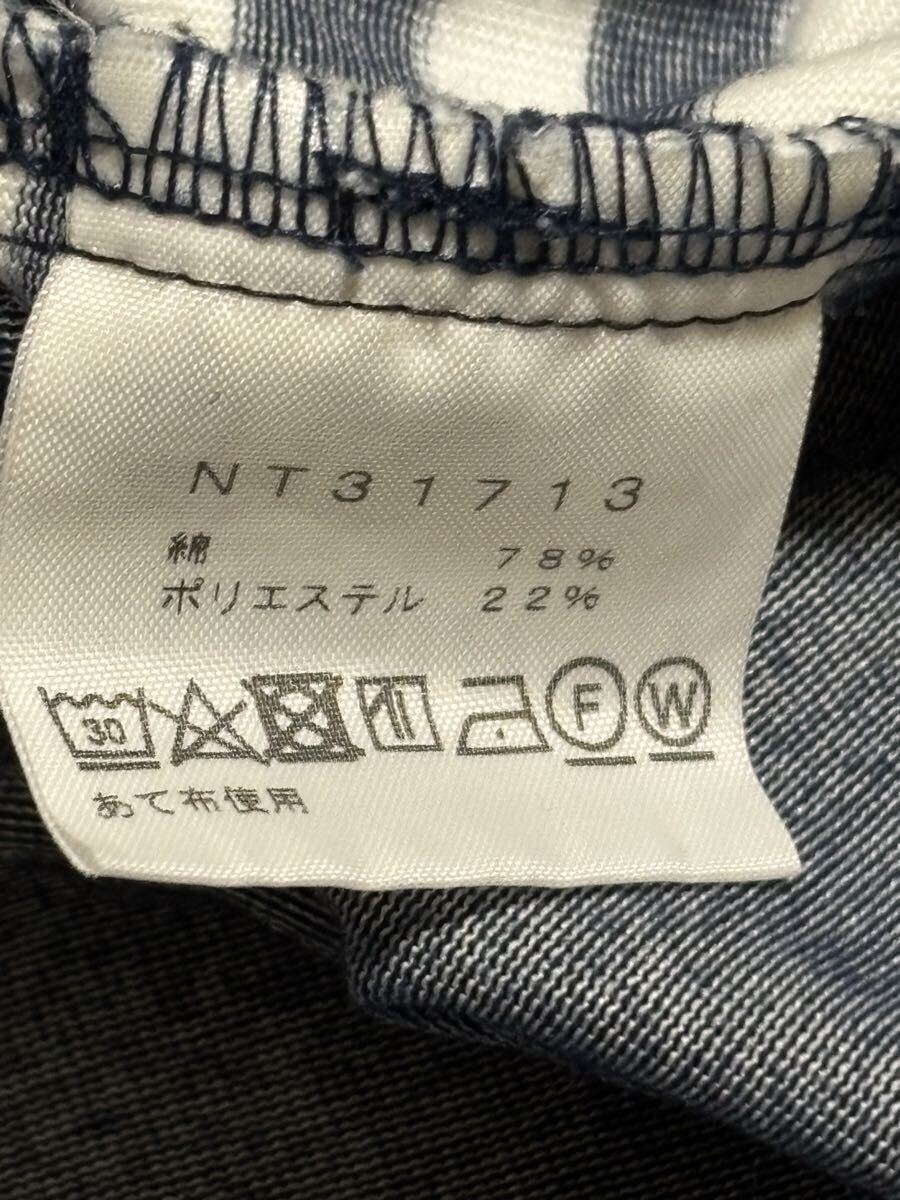 NT31713
綿 78%
ポリエステル 22%
30 F W
あて布使用